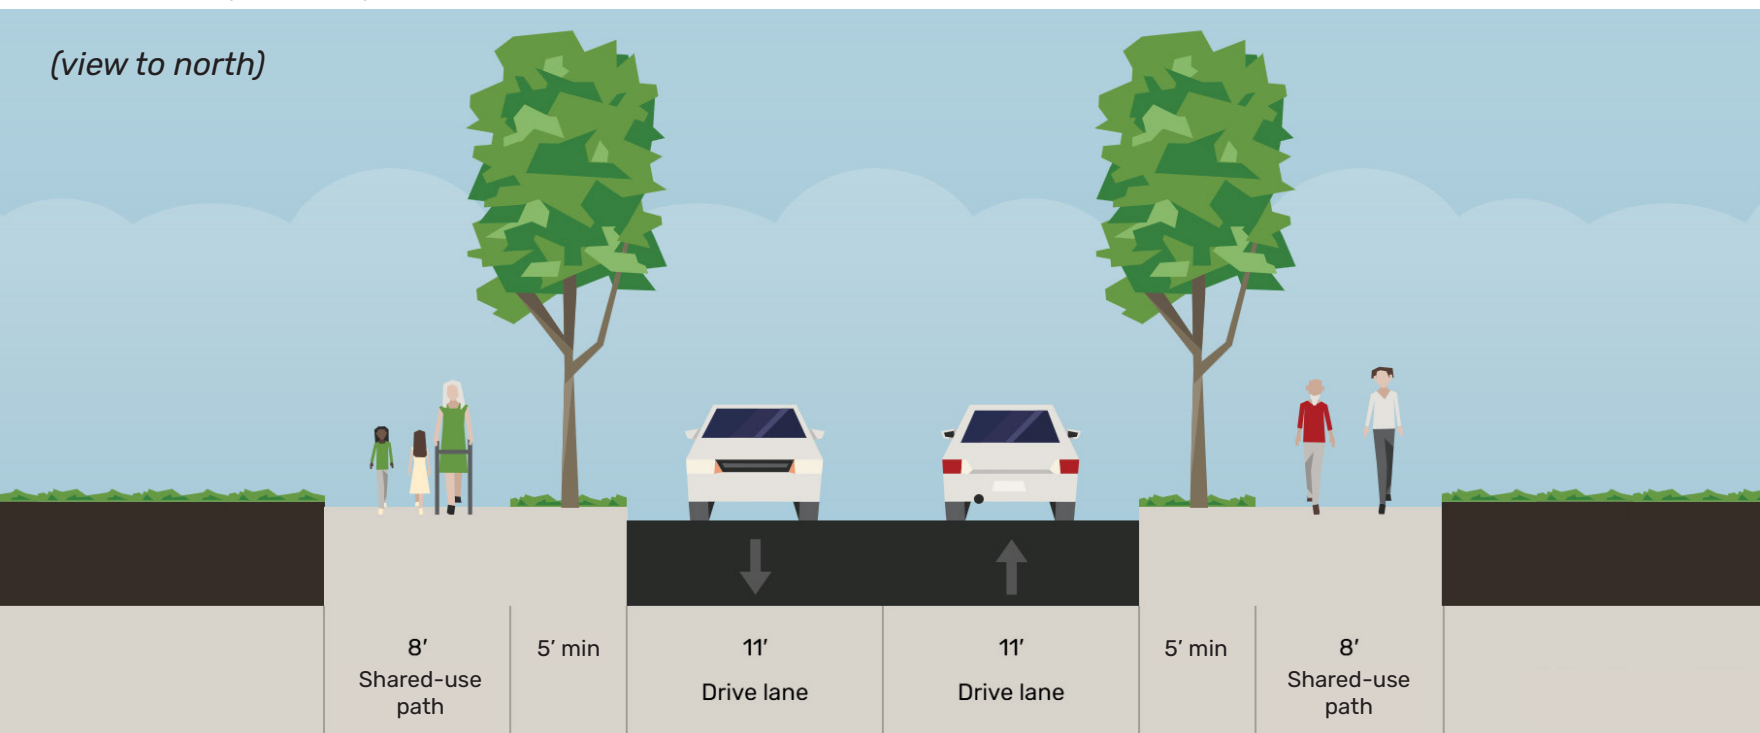 (view to north)
8′
Shared-use
path
5′ min
11′
Drive lane
11′
Drive lane
5′ min
8′
Shared-use
path